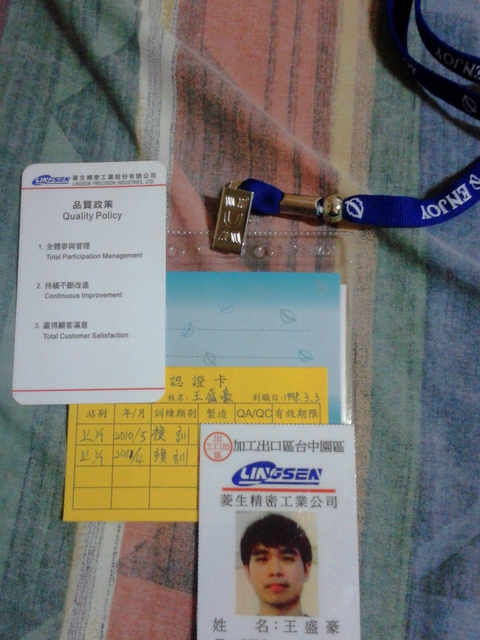 ENJOY
ENJOY
LINGSEN 菱生精密工業股份有限公司
LINGSEN PRECISION INDUSTRIES, LTD.
品質政策
Quality Policy
1. 全體參與管理
Total Participation Management
2. 持續不斷改進
Continuous Improvement
3. 贏得顧客滿意
Total Customer Satisfaction
認證卡
姓名:王盛豪 到職日:
站別 年/月 訓練類別 製造 QA/QC 有效期限
2010/5 複訓
複訓
加工出口區台中園區
LINGSEN
菱生精密工業公司
姓名:王盛豪